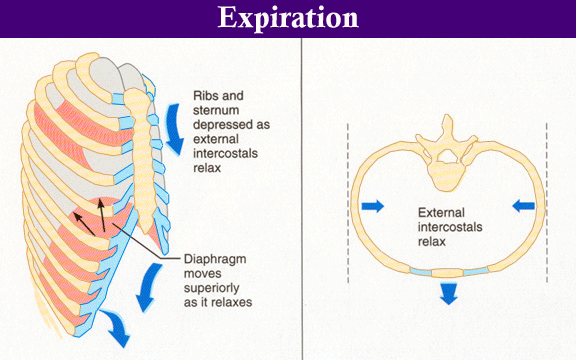 Expiration
Ribs and
sternum
depressed as
external
intercostals
relax
Diaphragm
moves
superiorly
as it relaxes
External
intercostals
relax